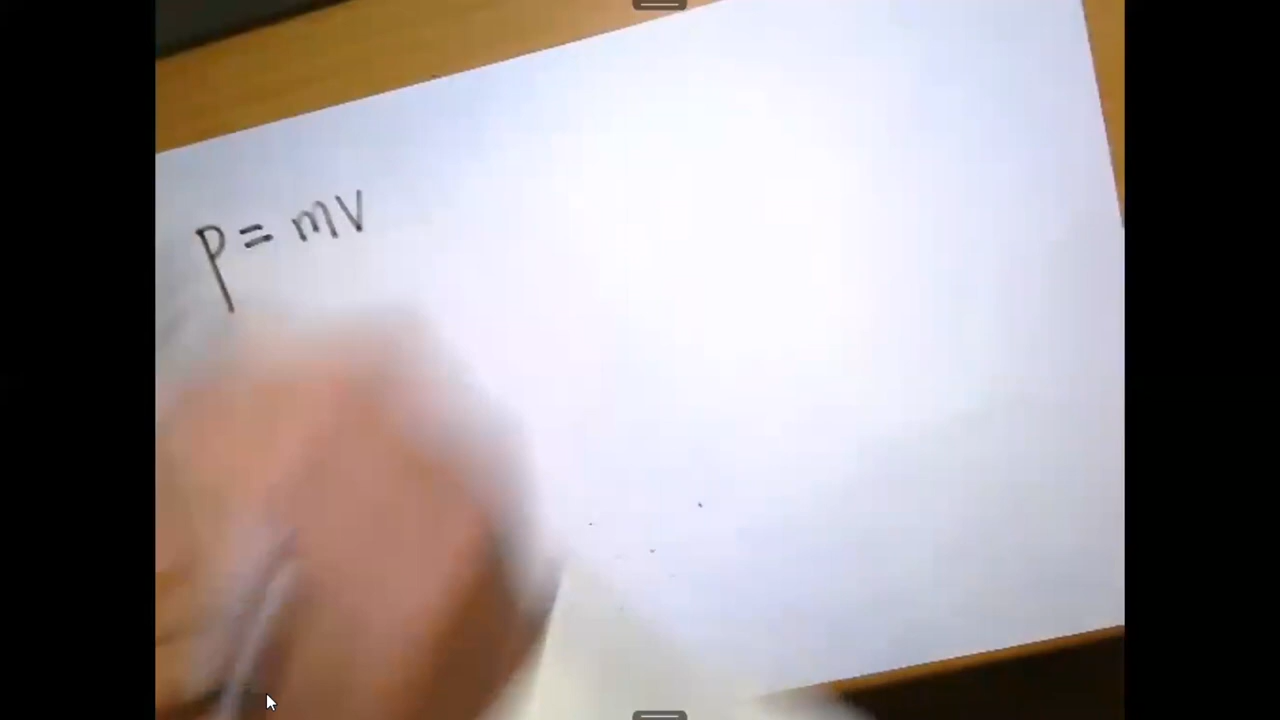 p = mv